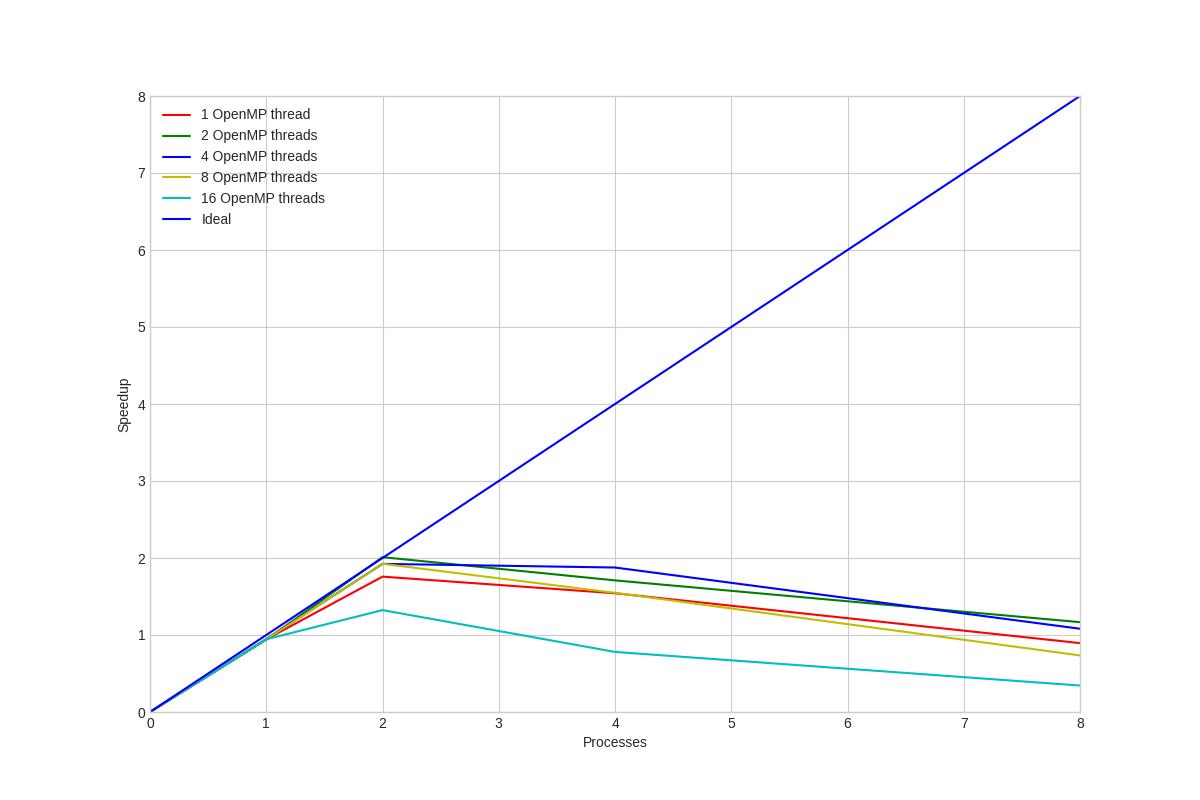 8
7
6
5
4
3
2
1
0
Speedup
1 OpenMP thread
2 OpenMP threads
4 OpenMP threads
8 OpenMP threads
16 OpenMP threads
Ideal
0 1 2 3 4 5 6 7 8
Processes